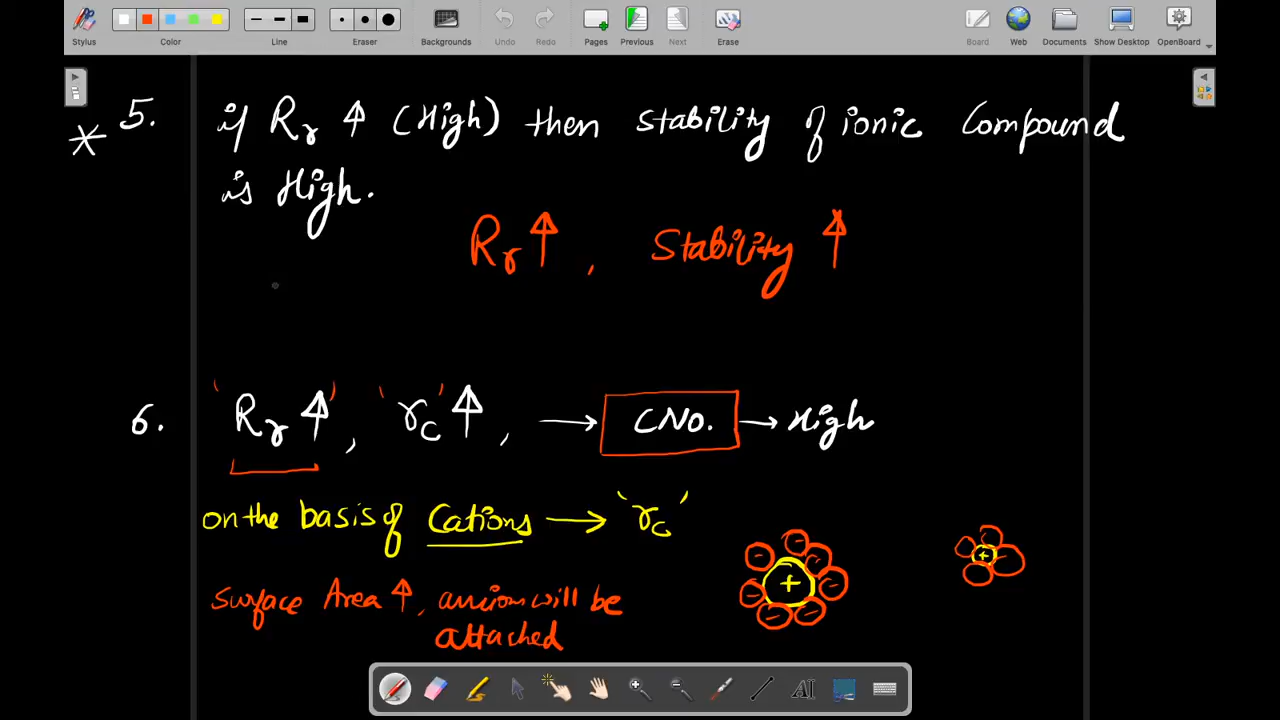 Stylus Color Line Eraser Backgrounds Undo Redo Pages Previous Next Erase Board Web Documents Show Desktop OpenBoard
* 5. if Rr ↑ (High) then stability of ionic Compound
is High.
Rr ↑, Stability ↑
6. 'Rr ↑', 'rc' ↑, → CNo. → High
on the basis of Cations → 'rc'
Surface Area ↑, anion will be
attached
+ - - - - - - -
+
AI